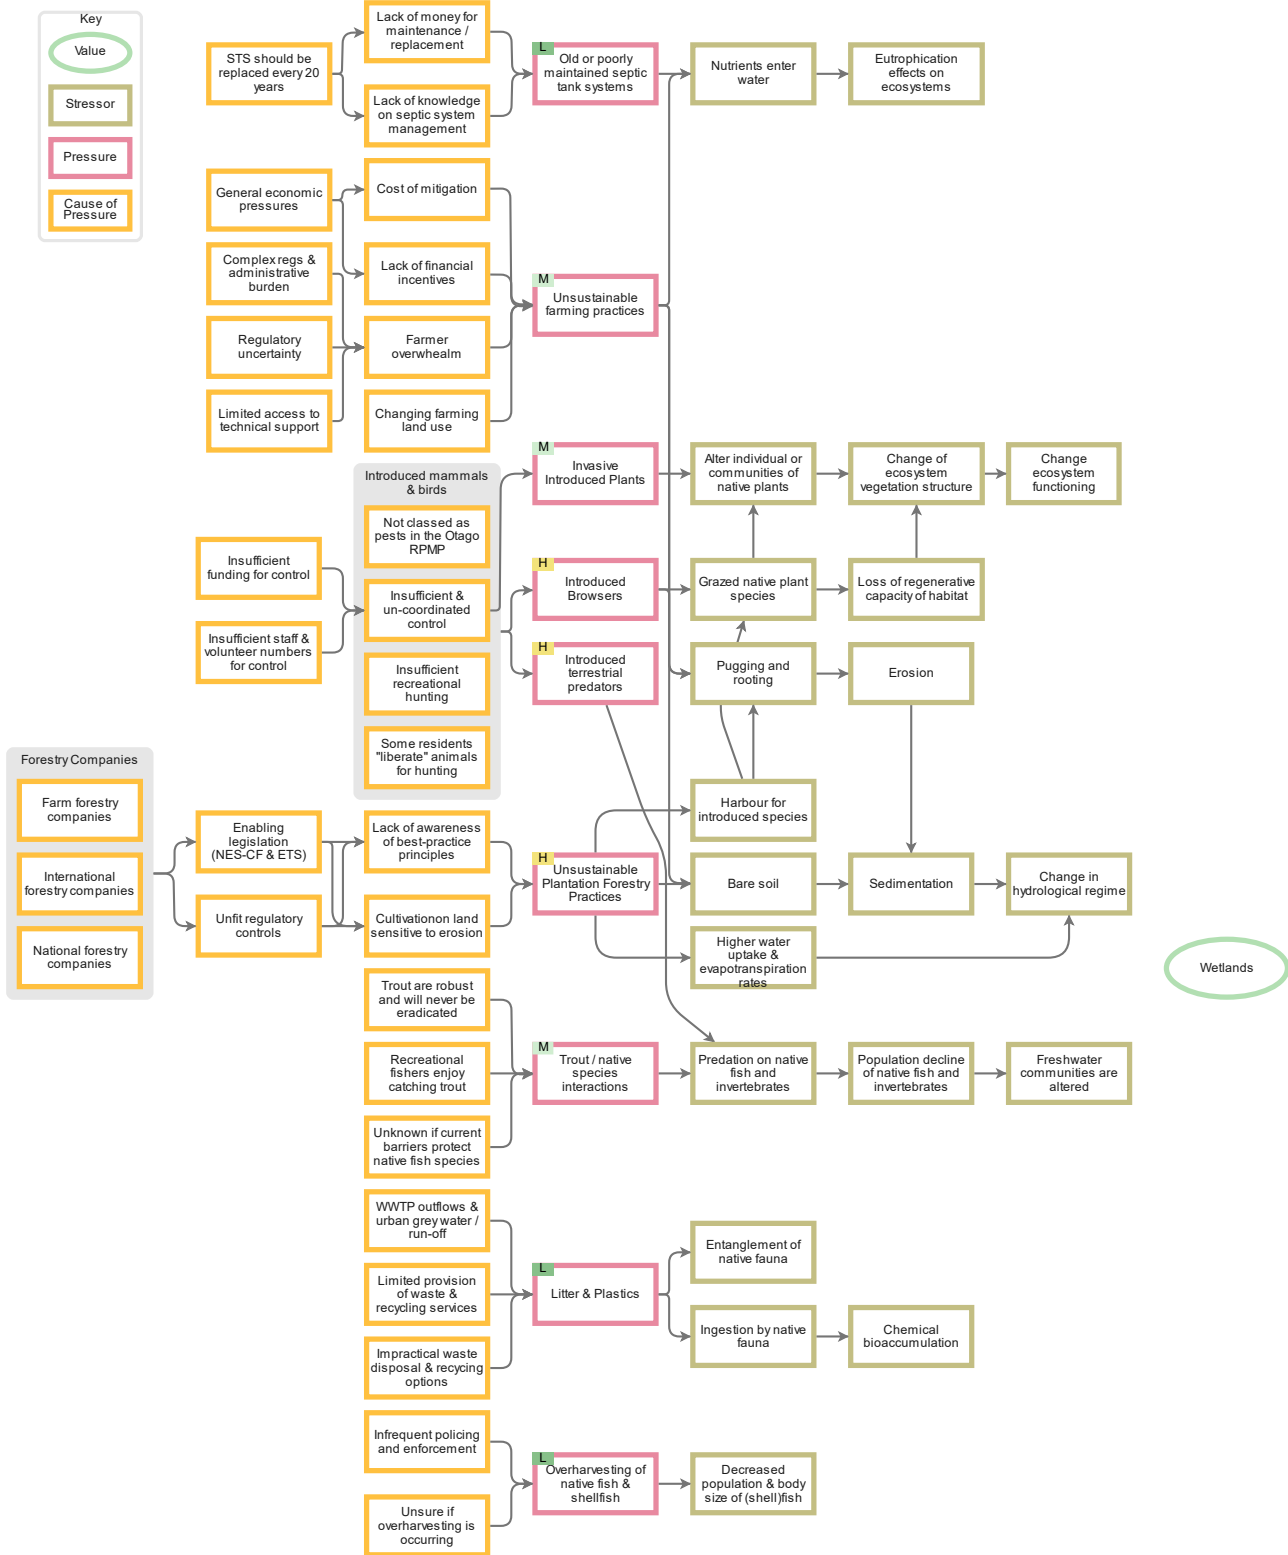 Key
Value
Stressor
Pressure
Cause of
Pressure
STS should be
replaced every 20
years
Lack of money for
maintenance /
replacement
Lack of knowledge
on septic system
management
L
Old or poorly
maintained septic
tank systems
Nutrients enter
water
Eutrophication
effects on
ecosystems
General economic
pressures
Complex regs &
administrative
burden
Regulatory
uncertainty
Limited access to
technical support
Cost of mitigation
Lack of financial
incentives
Farmer
overwhealm
Changing farming
land use
M
Unsustainable
farming practices
Introduced mammals
& birds
Not classed as
pests in the Otago
RPMP
Insufficient &
un-coordinated
control
Insufficient
recreational
hunting
Some residents
"liberate" animals
for hunting
Insufficient
funding for control
Insufficient staff &
volunteer numbers
for control
M
Invasive
Introduced Plants
Alter individual or
communities of
native plants
Change of
ecosystem
vegetation structure
Change
ecosystem
functioning
H
Introduced
Browsers
Grazed native plant
species
Loss of regenerative
capacity of habitat
H
Introduced
terrestrial
predators
Pugging and
rooting
Erosion
Forestry Companies
Farm forestry
companies
International
forestry companies
National forestry
companies
Enabling
legislation
(NES-CF & ETS)
Unfit regulatory
controls
Lack of awareness
of best-practice
principles
Cultivationon land
sensitive to erosion
H
Unsustainable
Plantation Forestry
Practices
Harbour for
introduced species
Bare soil
Sedimentation
Change in
hydrological regime
Higher water
uptake &
evapotranspiration
rates
Wetlands
Trout are robust
and will never be
eradicated
Recreational
fishers enjoy
catching trout
Unknown if current
barriers protect
native fish species
M
Trout / native
species
interactions
Predation on native
fish and
invertebrates
Population decline
of native fish and
invertebrates
Freshwater
communities are
altered
WWTP outflows &
urban grey water /
run-off
Limited provision
of waste &
recycling services
Impractical waste
disposal & recycing
options
L
Litter & Plastics
Entanglement of
native fauna
Ingestion by native
fauna
Chemical
bioaccumulation
Infrequent policing
and enforcement
Unsure if
overharvesting is
occurring
L
Overharvesting of
native fish &
shellfish
Decreased
population & body
size of (shell)fish